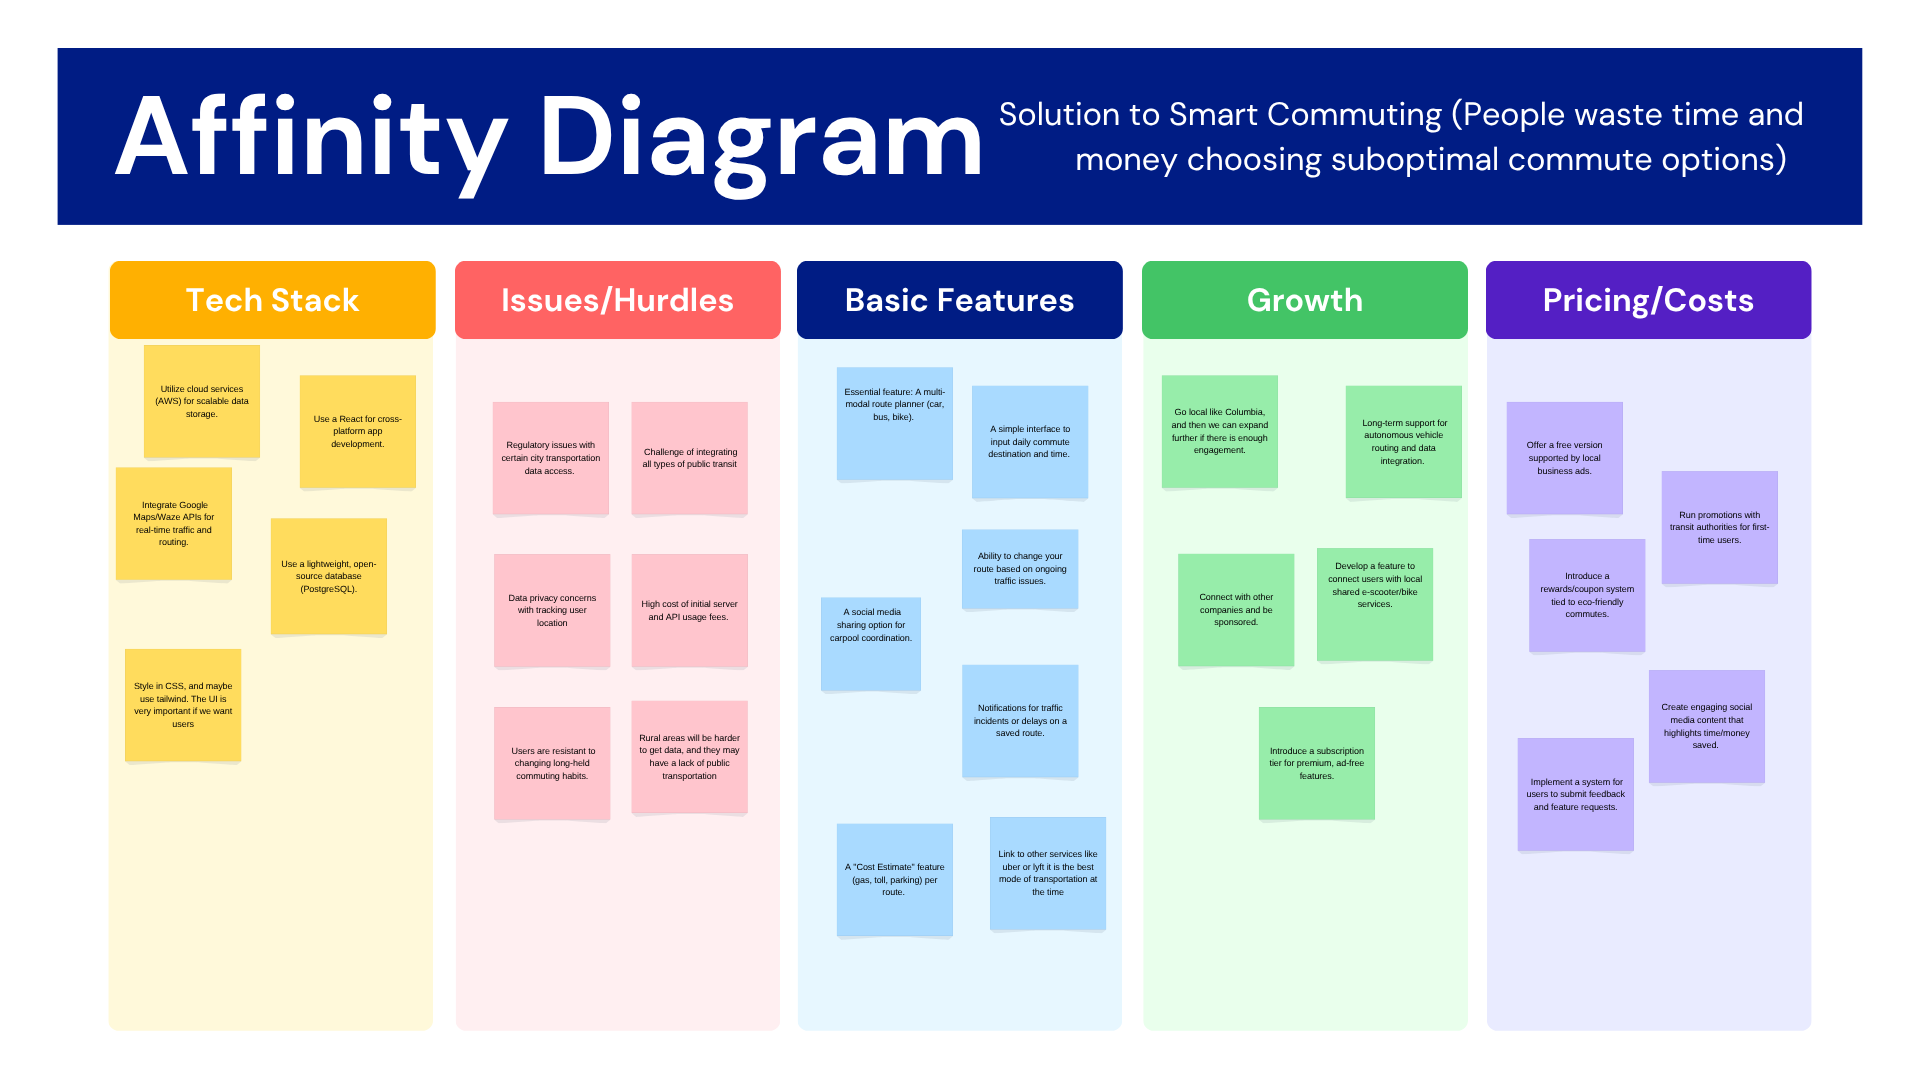 Affinity Diagram
Solution to Smart Commuting (People waste time and
money choosing suboptimal commute options)
Tech Stack
Utilize cloud services
(AWS) for scalable data
storage.
Use a React for cross-
platform app
development.
Integrate Google
Maps/Waze APIs for
real-time traffic and
routing.
Use a lightweight, open-
source database
(PostgreSQL).
Style in CSS, and maybe
use tailwind. The UI is
very important if we want
users
Issues/Hurdles
Regulatory issues with
certain city transportation
data access.
Challenge of integrating
all types of public transit
Data privacy concerns
with tracking user
location
High cost of initial server
and API usage fees.
Users are resistant to
changing long-held
commuting habits.
Rural areas will be harder
to get data, and they may
have a lack of public
transportation
Basic Features
Essential feature: A multi-
modal route planner (car,
bus, bike).
A simple interface to
input daily commute
destination and time.
Ability to change your
route based on ongoing
traffic issues.
A social media
sharing option for
carpool coordination.
Notifications for traffic
incidents or delays on a
saved route.
A "Cost Estimate" feature
(gas, toll, parking) per
route.
Link to other services like
uber or lyft it is the best
mode of transportation at
the time
Growth
Go local like Columbia,
and then we can expand
further if there is enough
engagement.
Long-term support for
autonomous vehicle
routing and data
integration.
Connect with other
companies and be
sponsored.
Develop a feature to
connect users with local
shared e-scooter/bike
services.
Introduce a subscription
tier for premium, ad-free
features.
Pricing/Costs
Offer a free version
supported by local
business ads.
Run promotions with
transit authorities for first-
time users.
Introduce a
rewards/coupon system
tied to eco-friendly
commutes.
Create engaging social
media content that
highlights time/money
saved.
Implement a system for
users to submit feedback
and feature requests.